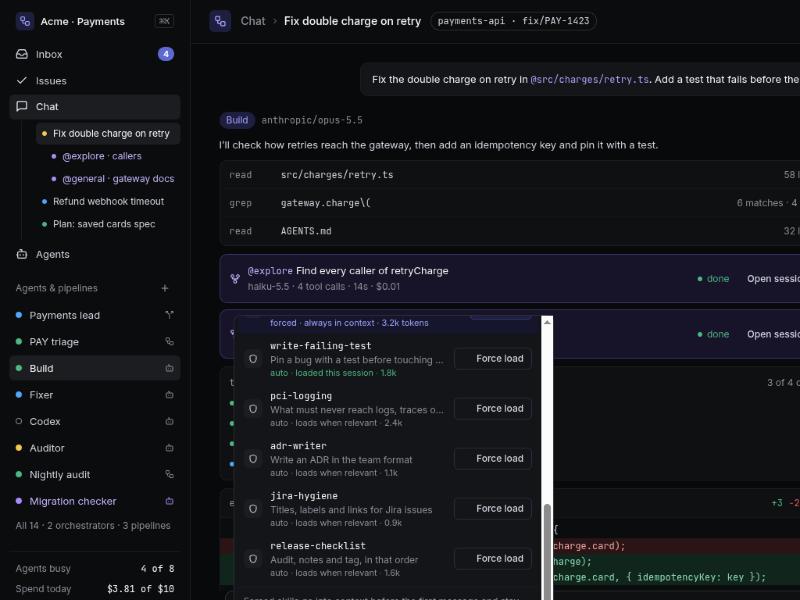 Acme · Payments
⌘K
Inbox
4
Issues
Chat
Fix double charge on retry
@explore · callers
@general · gateway docs
Refund webhook timeout
Plan: saved cards spec
Agents
Agents & pipelines
+
Payments lead
PAY triage
Build
Fixer
Codex
Auditor
Nightly audit
Migration checker
All 14 · 2 orchestrators · 3 pipelines
Agents busy
4 of 8
Spend today
$3.81 of $10
Chat › Fix double charge on retry
payments-api · fix/PAY-1423
Fix the double charge on retry in @src/charges/retry.ts. Add a test that fails before the
Build anthropic/opus-5.5
I'll check how retries reach the gateway, then add an idempotency key and pin it with a test.
read src/charges/retry.ts 58 l
grep gateway.charge\( 6 matches · 4
read AGENTS.md 32 l
@explore Find every caller of retryCharge
haiku-5.5 · 4 tool calls · 14s · $0.01
done Open sessi
done Open sessi
3 of 4 c
+3 -2
{
charge.card);
harge);
charge.card, { idempotencyKey: key });
forced · always in context · 3.2k tokens
write-failing-test
Pin a bug with a test before touching ...
auto · loaded this session · 1.8k
Force load
pci-logging
What must never reach logs, traces o...
auto · loads when relevant · 2.4k
Force load
adr-writer
Write an ADR in the team format
auto · loads when relevant · 1.1k
Force load
jira-hygiene
Titles, labels and links for Jira issues
auto · loads when relevant · 0.9k
Force load
release-checklist
Audit, notes and tag, in that order
auto · loads when relevant · 1.6k
Force load